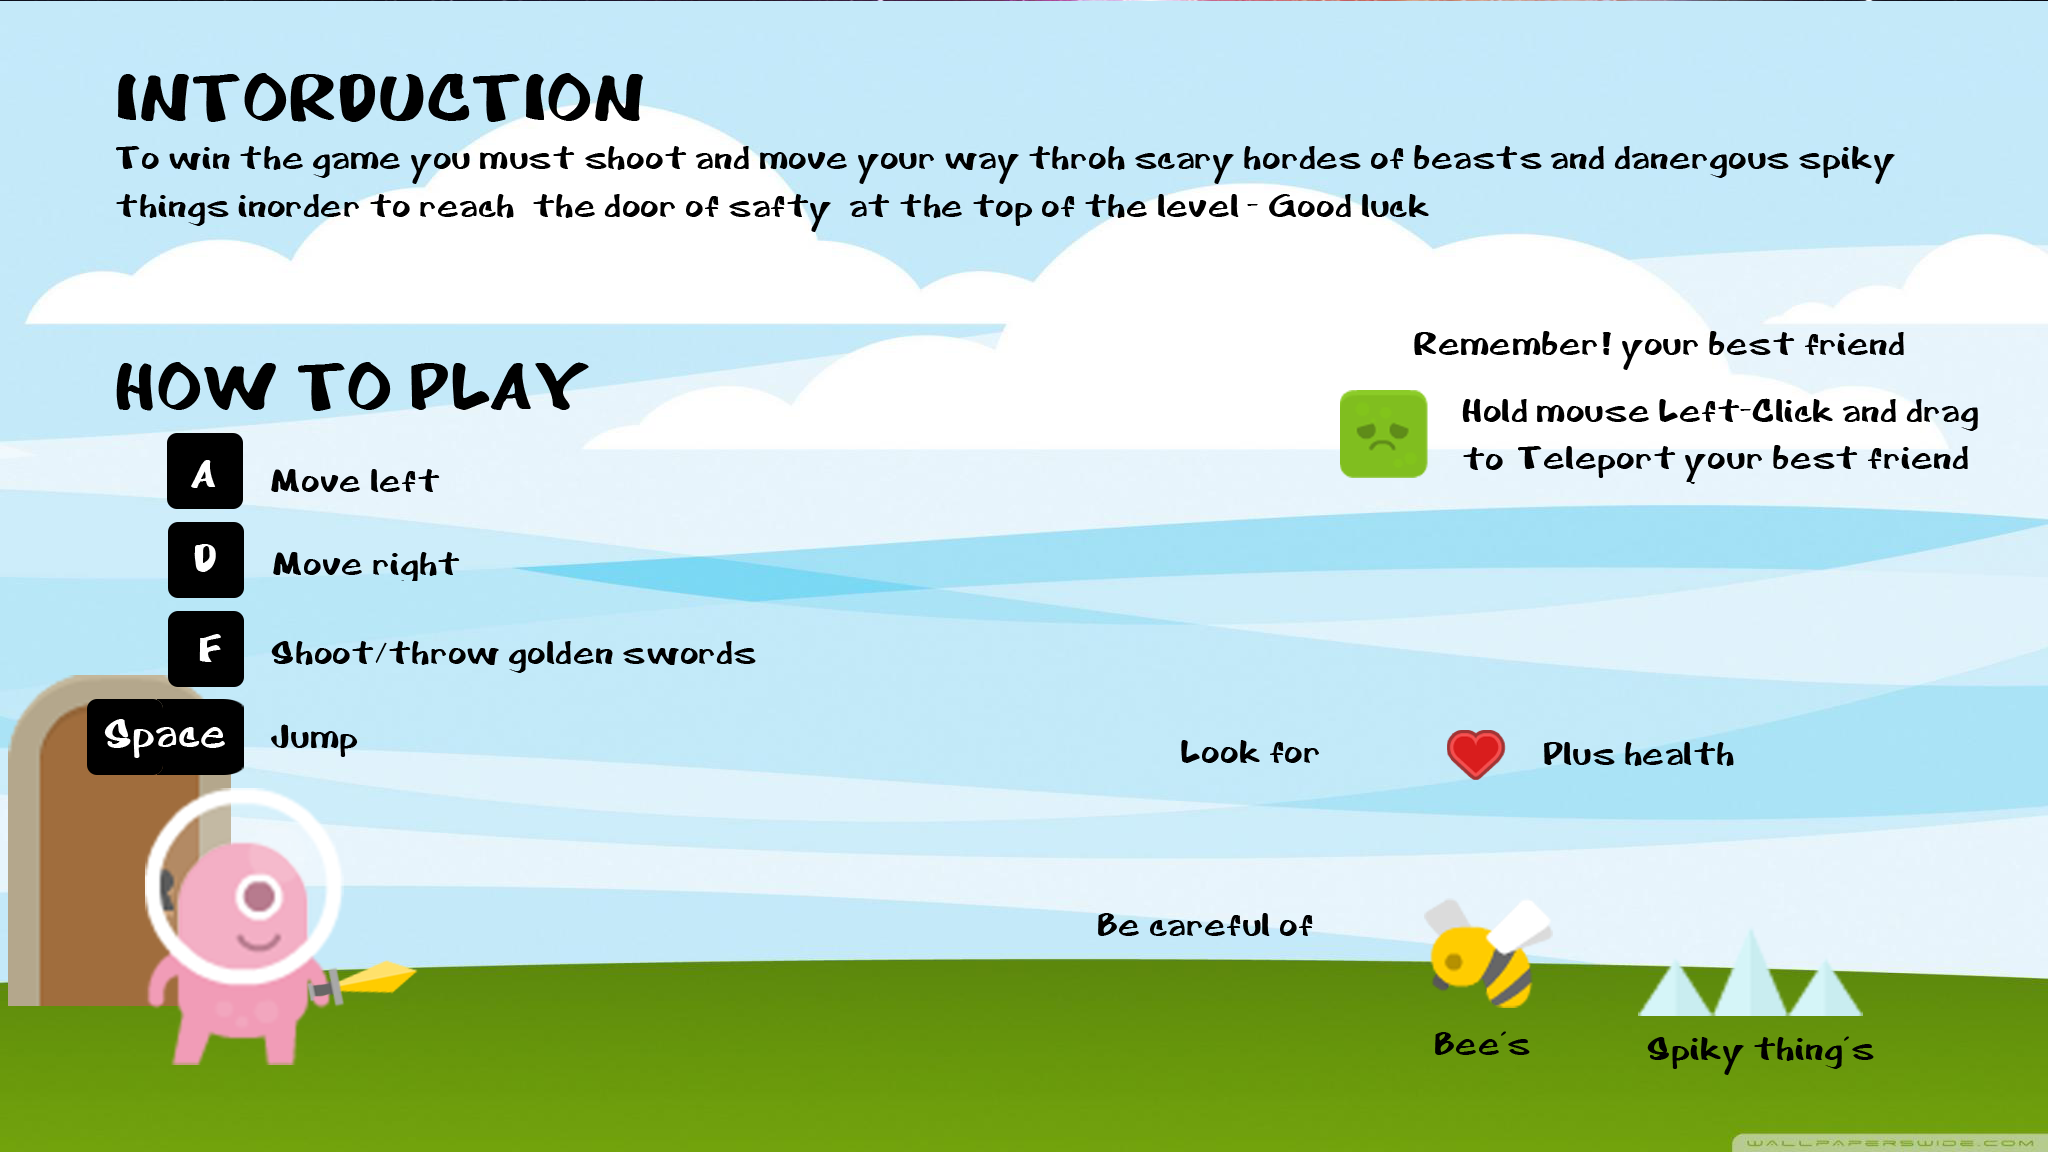 INTORDUCTION
To win the game you must shoot and move your way throh scary hordes of beasts and danergous spiky
things inorder to reach the door of safty at the top of the level - Good luck
HOW TO PLAY
A Move left
D Move right
F Shoot/throw golden swords
Space Jump
Remember! your best friend
Hold mouse Left-Click and drag
to Teleport your best friend
Look for Plus health
Be careful of
Bee's Spiky thing's
WALLPAPERSWIDE.COM